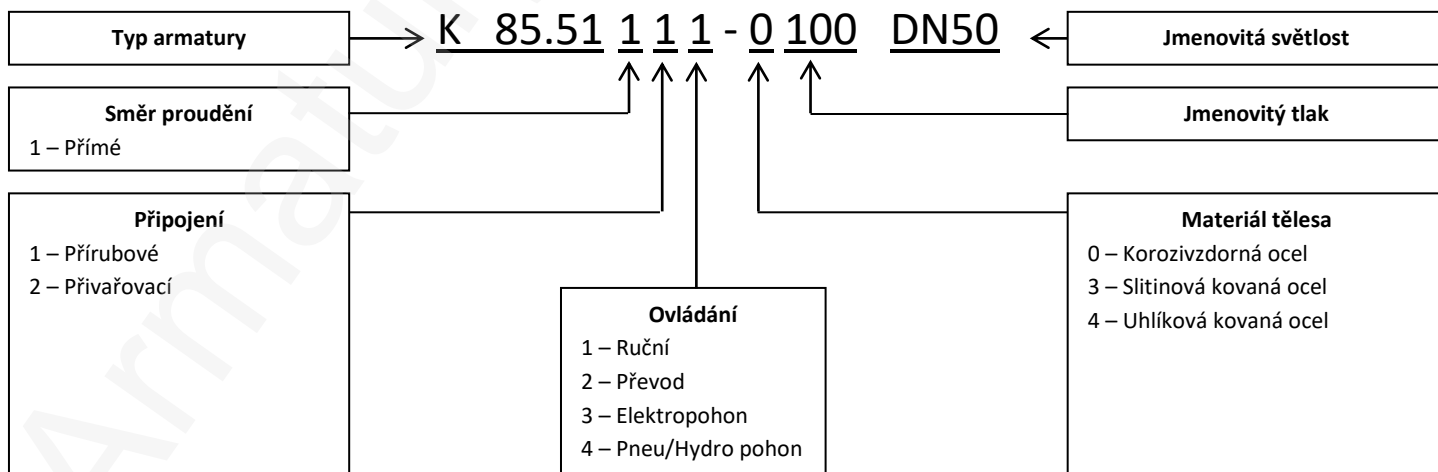 Typ armatury
K 85.51 1 1 1 - 0 100 DN50
Jmenovitá světlost
Směr proudění
1 – Přímé
Jmenovitý tlak
Připojení
1 – Přírubové
2 – Přivařovací
Ovládání
1 – Ruční
2 – Převod
3 – Elektropohon
4 – Pneu/Hydro pohon
Materiál tělesa
0 – Korozivzdorná ocel
3 – Slitinová kovaná ocel
4 – Uhlíková kovaná ocel
Armatu